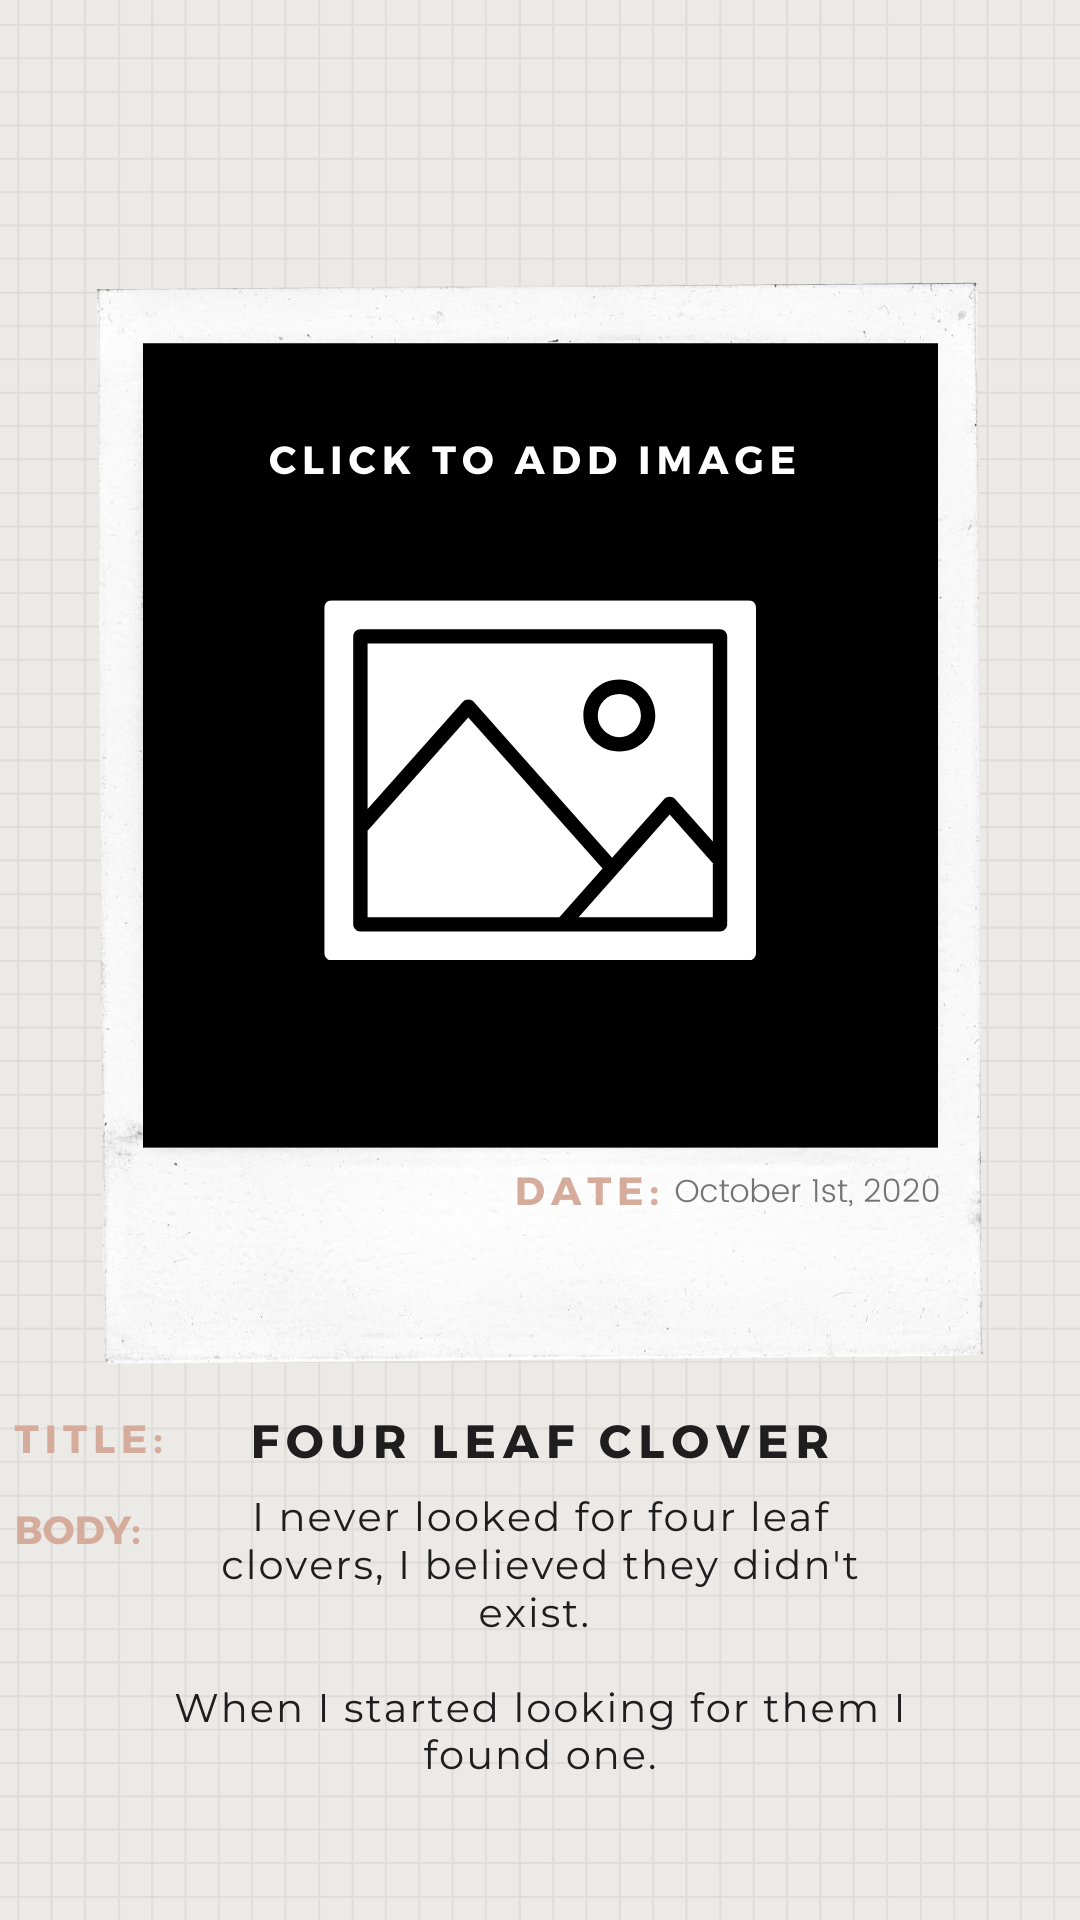 CLICK TO ADD IMAGE
DATE: October 1st, 2020
TITLE: FOUR LEAF CLOVER
BODY: I never looked for four leaf
clovers, I believed they didn't
exist.
When I started looking for them I
found one.